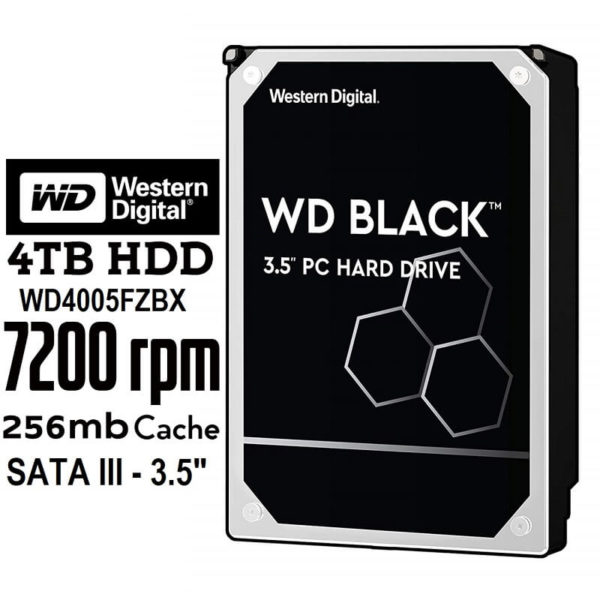 WD Western
Digital®
4TB HDD
WD4005FZBX
7200 rpm
256mb Cache
SATA III - 3.5"
Western Digital.
WD BLACK™
3.5" PC HARD DRIVE